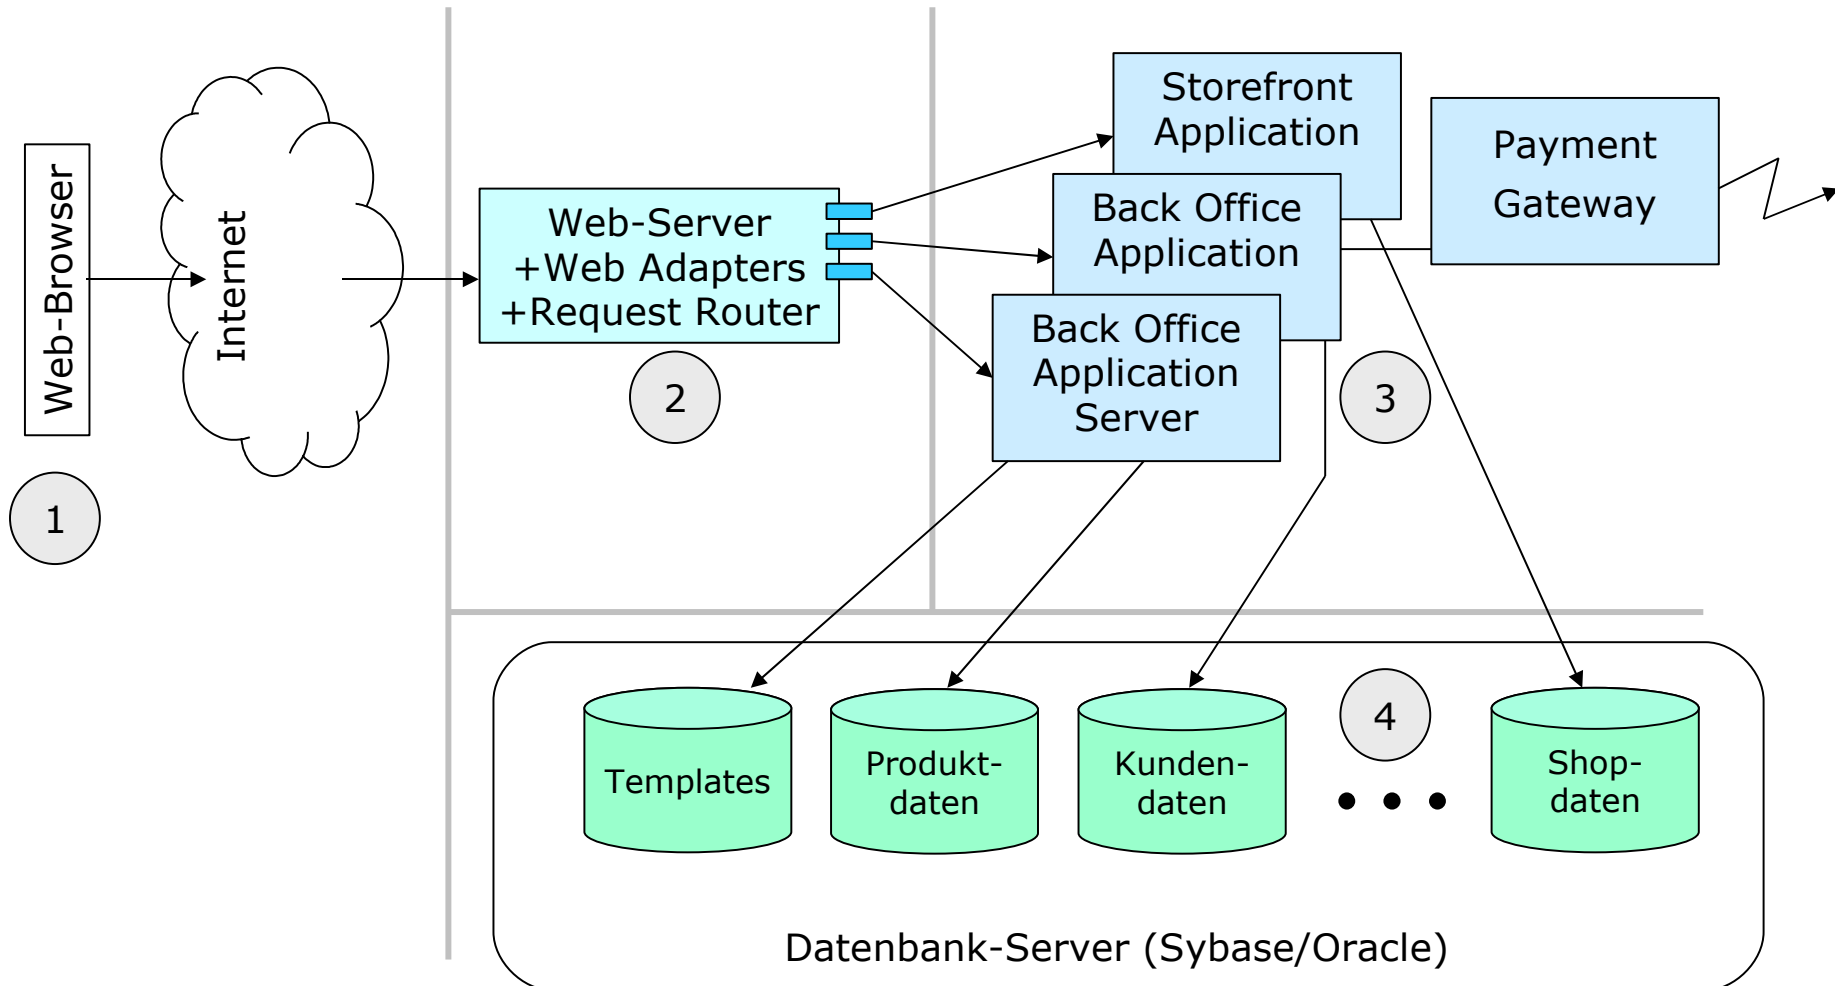 Web-Browser
1
Internet
Web-Server
+Web Adapters
+Request Router
2
Storefront
Application
Back Office
Application
Back Office
Application
Server
3
Payment
Gateway
Templates
Produkt-
daten
Kunden-
daten
4
Shop-
daten
Datenbank-Server (Sybase/Oracle)